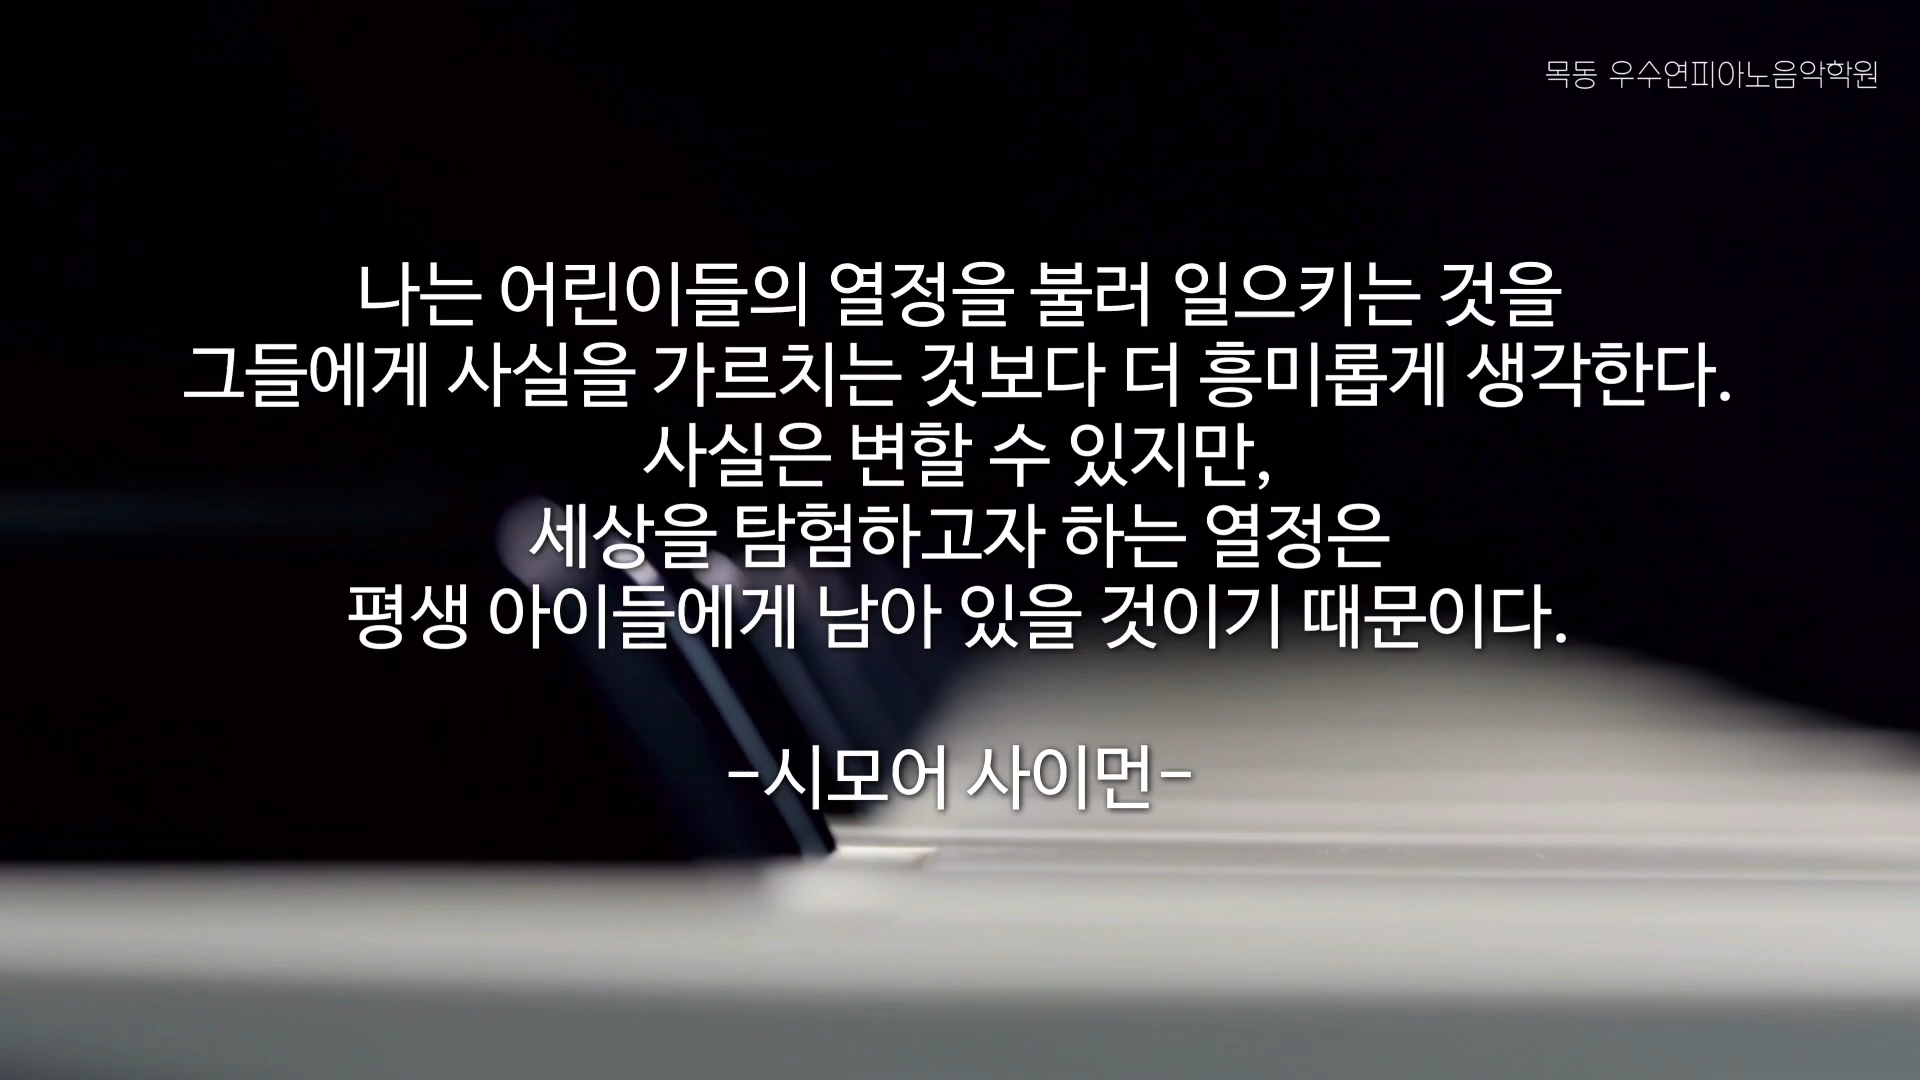 목동 우수연피아노음악학원
나는 어린이들의 열정을 불러 일으키는 것을
그들에게 사실을 가르치는 것보다 더 흥미롭게 생각한다.
사실은 변할 수 있지만,
세상을 탐험하고자 하는 열정은
평생 아이들에게 남아 있을 것이기 때문이다.
-시모어 사이먼-